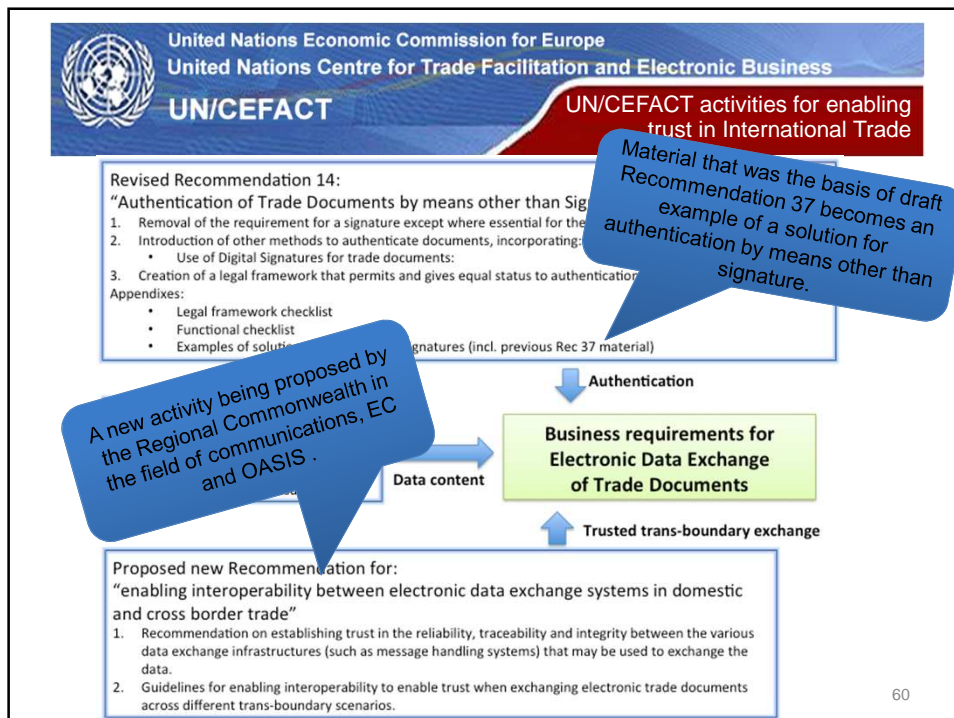 United Nations Economic Commission for Europe
United Nations Centre for Trade Facilitation and Electronic Business
UN/CEFACT
UN/CEFACT activities for enabling
trust in International Trade
Revised Recommendation 14:
“Authentication of Trade Documents by means other than
1. Removal of the requirement for a signature except where essential for the
2. Introduction of other methods to authenticate documents, incorporating:
• Use of Digital Signatures for trade documents:
3. Creation of a legal framework that permits and gives equal status to authentication
Appendixes:
• Legal framework checklist
• Functional checklist
• Examples of (incl. previous Rec 37 material)
Material that was the basis of draft
Recommendation 37 becomes an
example of a solution for
authentication by means other than
signature.
Authentication
A new activity being proposed by
the Regional Commonwealth in
the field of communications, EC
and OASIS .
Data content
Business requirements for
Electronic Data Exchange
of Trade Documents
Trusted trans-boundary exchange
Proposed new Recommendation for:
“enabling interoperability between electronic data exchange systems in domestic
and cross border trade”
1. Recommendation on establishing trust in the reliability, traceability and integrity between the various
data exchange infrastructures (such as message handling systems) that may be used to exchange the
data.
2. Guidelines for enabling interoperability to enable trust when exchanging electronic trade documents
across different trans-boundary scenarios.
60